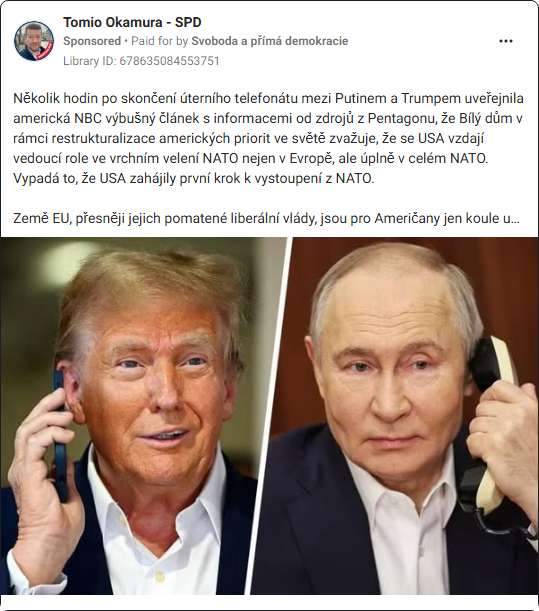 Tomio Okamura - SPD
Sponsored • Paid for by Svoboda a přímá demokracie
Library ID: 678635084553751
Několik hodin po skončení úterního telefonátu mezi Putinem a Trumpem uveřejnila
americká NBC výbušný článek s informacemi od zdrojů z Pentagonu, že Bílý dům v
rámci restrukturalizace amerických priorit ve světě zvažuje, že se USA vzdají
vedoucí role ve vrchním velení NATO nejen v Evropě, ale úplně v celém NATO.
Vypadá to, že USA zahájily první krok k vystoupení z NATO.
Země EU, přesněji jejich pomatené liberální vlády, jsou pro Američany jen koule u...